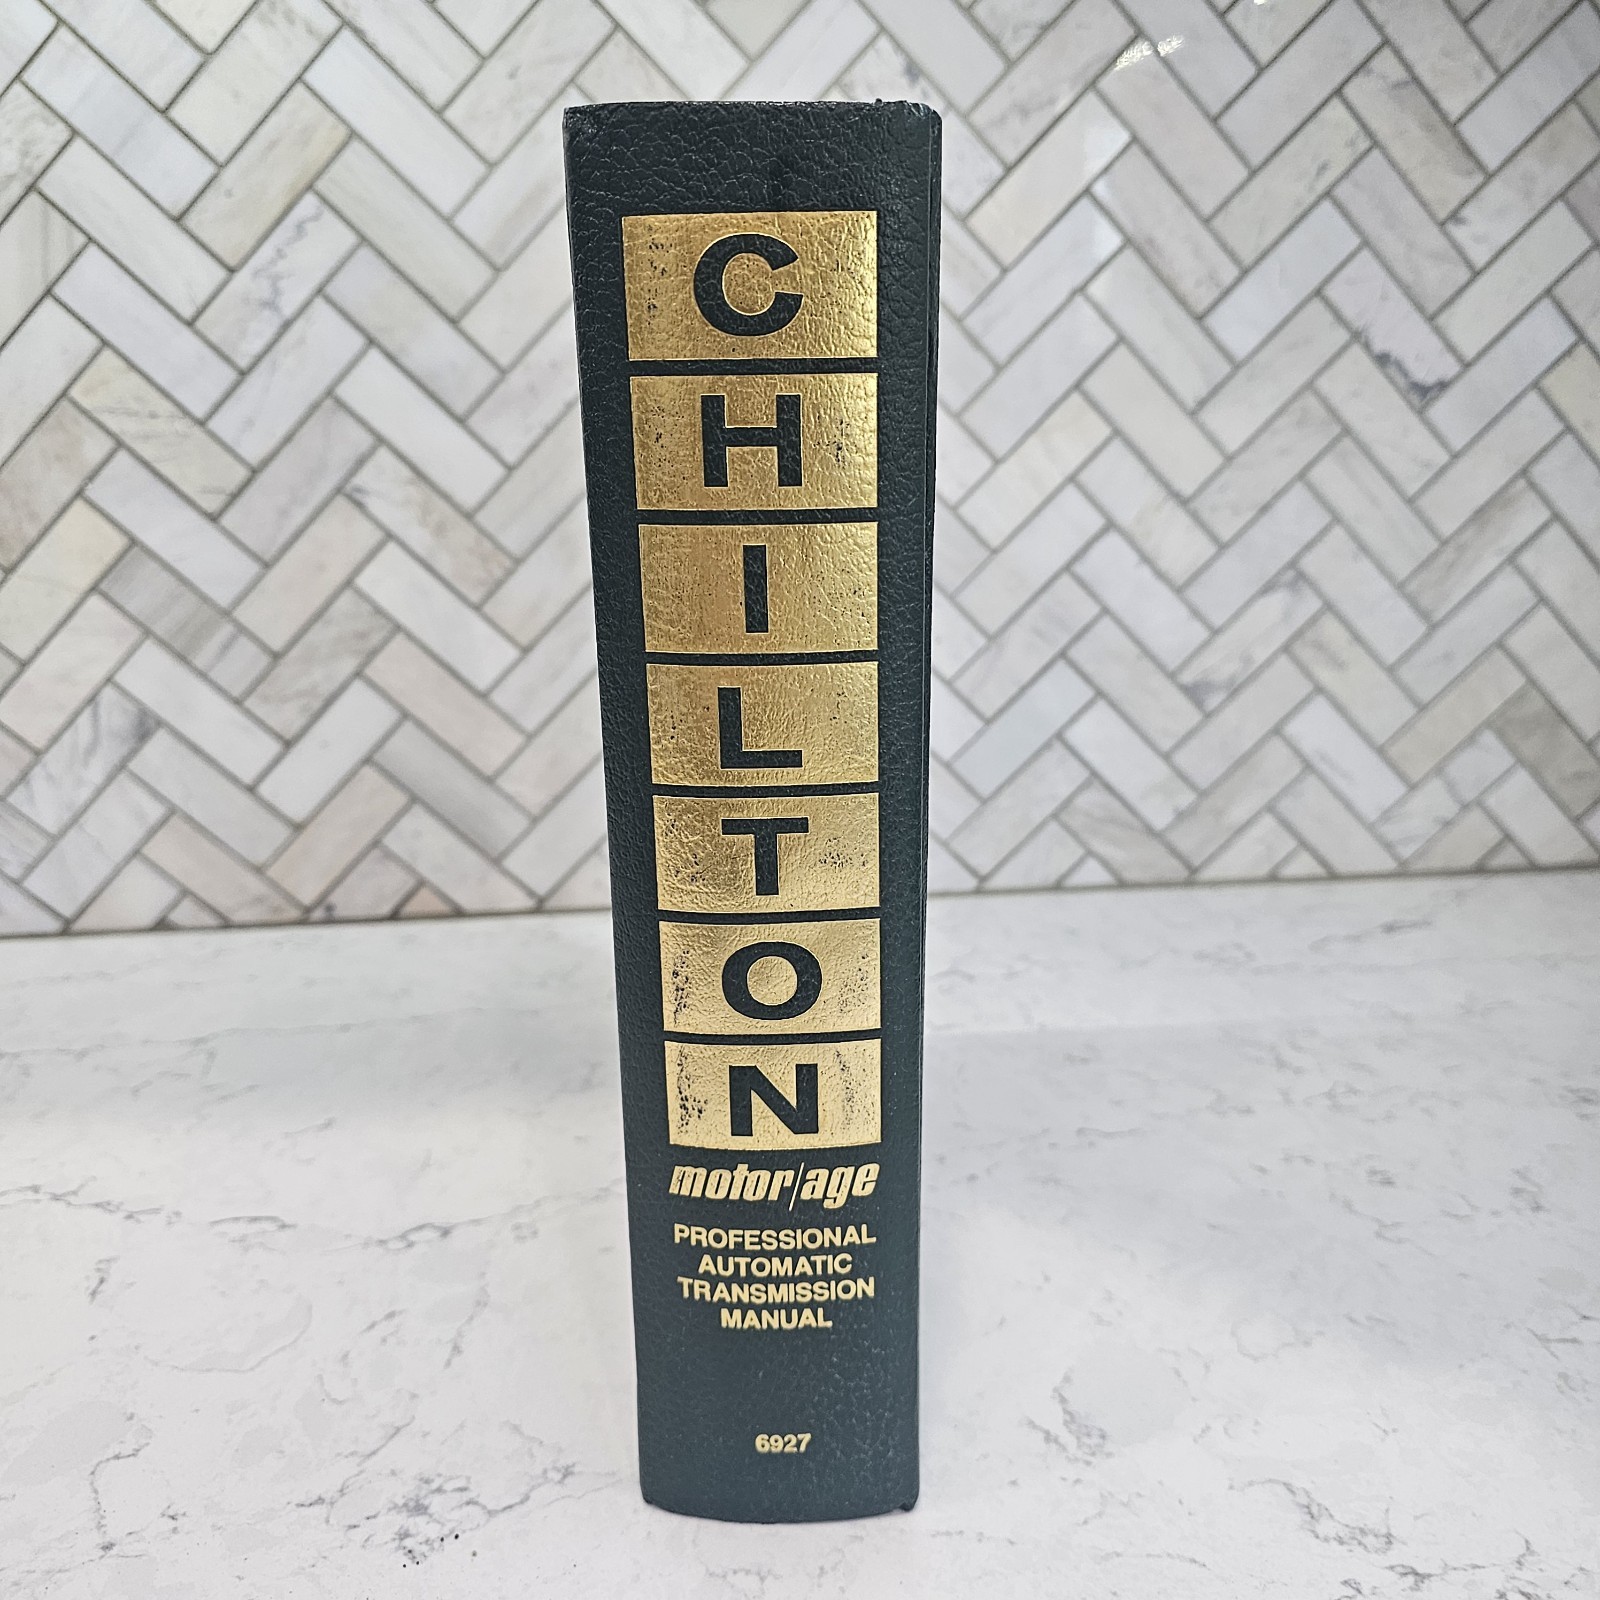 CHILTON
motor/age
PROFESSIONAL
AUTOMATIC
TRANSMISSION
MANUAL
6927